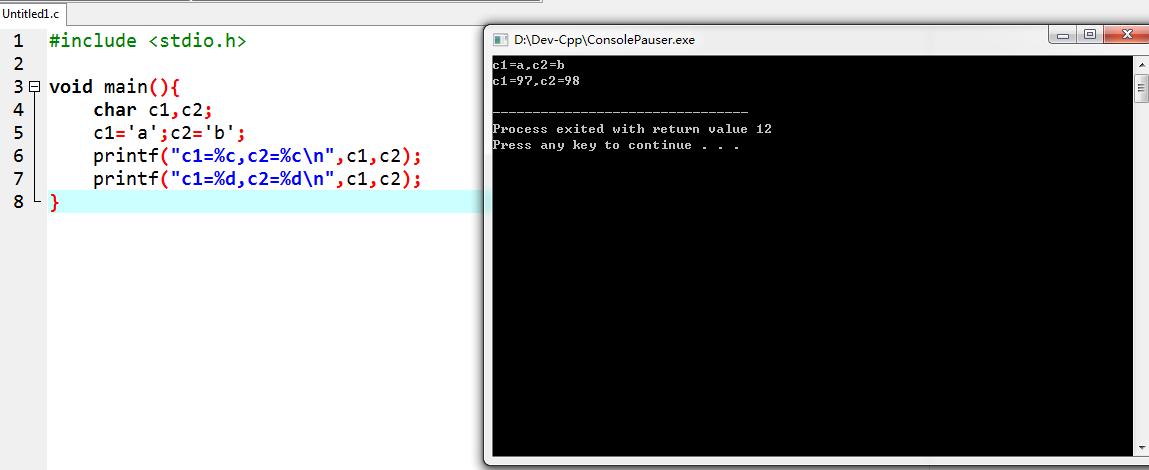 Untitled1.c
1 #include <stdio.h>
2
3 void main(){
4 char c1,c2;
5 c1='a';c2='b';
6 printf("c1=%c,c2=%c\n",c1,c2);
7 printf("c1=%d,c2=%d\n",c1,c2);
8 }
D:\Dev-Cpp\ConsolePauser.exe
c1=a,c2=b
c1=97,c2=98
--------------------------------
Process exited with return value 12
Press any key to continue . . .